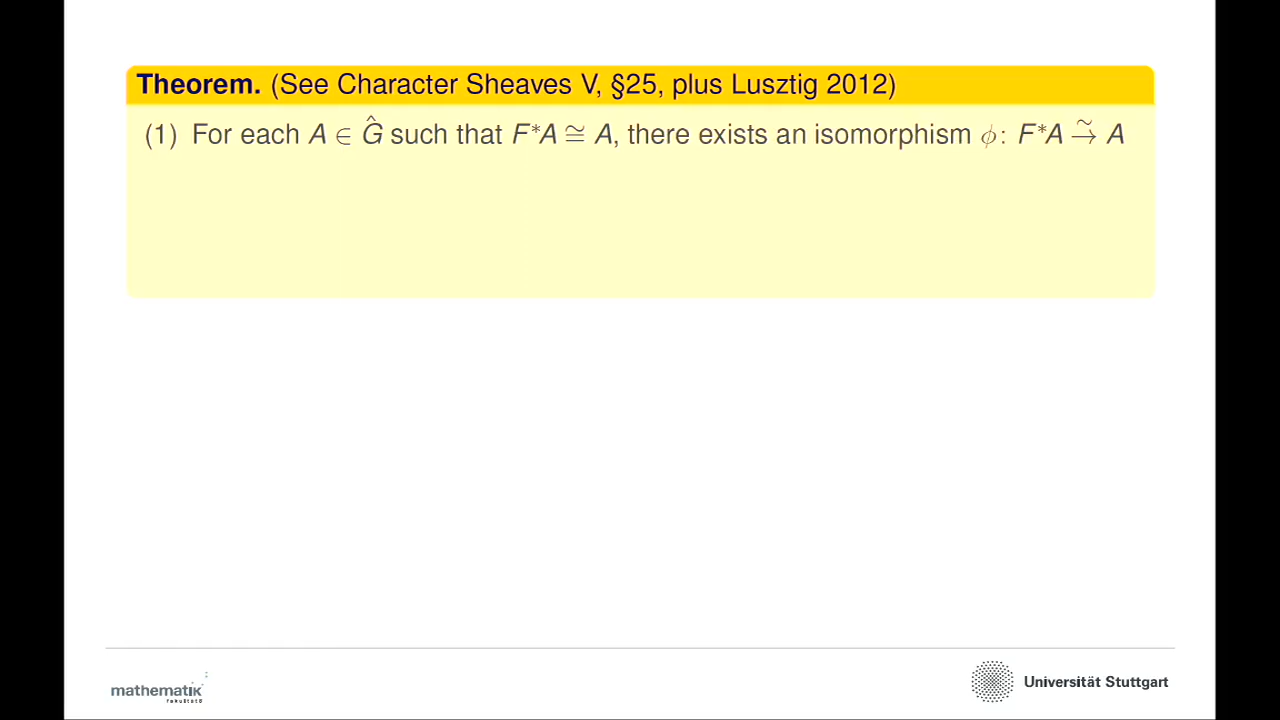 Theorem. (See Character Sheaves V, §25, plus Lusztig 2012)
(1) For each A ∈ Ĝ such that F*A ≅ A, there exists an isomorphism ϕ: F*A →̃ A
mathematik
fakultät
Universität Stuttgart